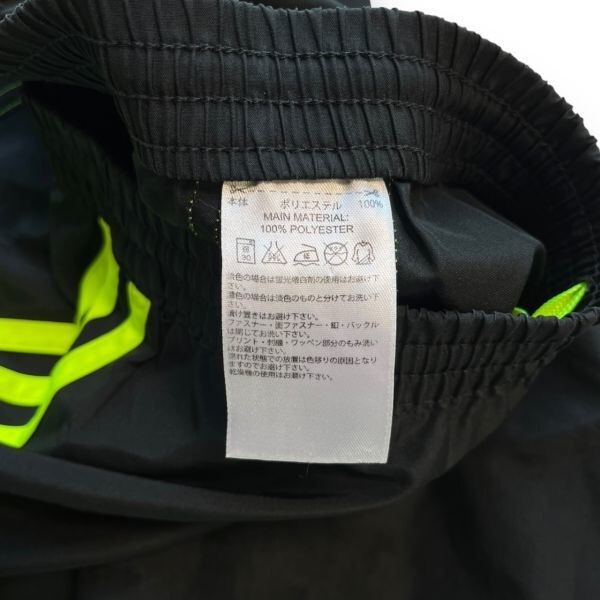 本体 ポリエステル 100%
MAIN MATERIAL:
100% POLYESTER
弱
30
淡色の場合は蛍光増白剤の使用はお避け下
さい。
濃色の場合は淡色のものと分けてお洗い下
さい。
漬け置きはお避け下さい。
ファスナー・面ファスナー・釦・バックル
は閉じてお洗い下さい。
プリント・刺繍・ワッペン部分のもみ洗い
はお避け下さい。
濡れた状態での放置は色移りの原因となり
ますのでお避け下さい。
乾燥機の使用はお避け下さい。